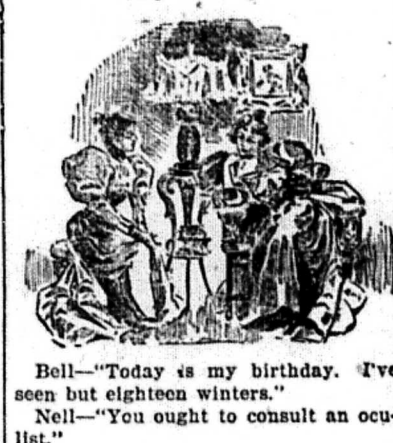 Bell—"Today is my birthday. I've
seen but eighteen winters."
Nell—"You ought to consult an ocu-
list."